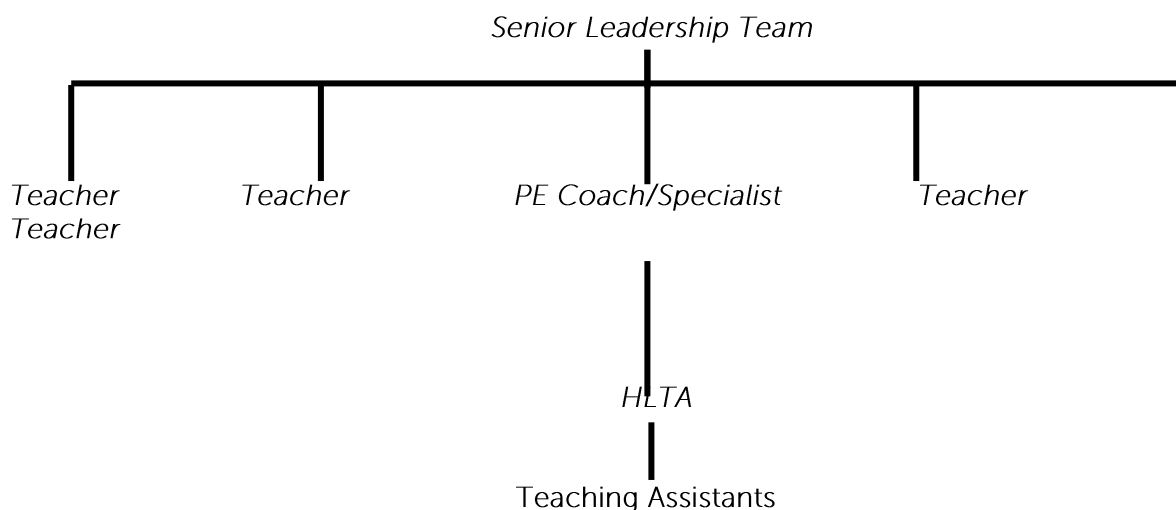 Senior Leadership Team
Teacher Teacher PE Coach/Specialist Teacher
Teacher
HLTA
Teaching Assistants